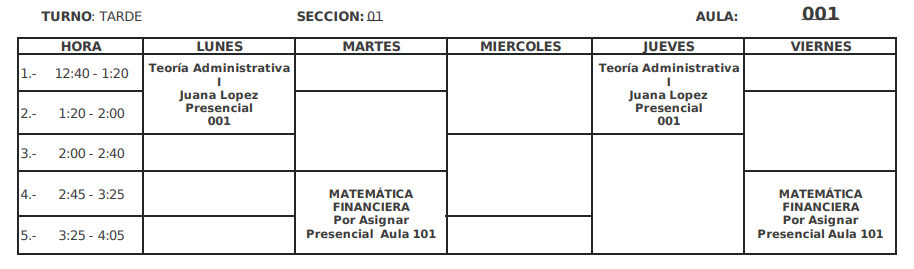 TURNO: TARDE SECCION: 01 AULA: 001
HORA LUNES MARTES MIERCOLES JUEVES VIERNES
1.- 12:40 - 1:20
2.- 1:20 - 2:00
3.- 2:00 - 2:40
4.- 2:45 - 3:25
5.- 3:25 - 4:05
Teoría Administrativa
I
Juana Lopez
Presencial
001
MATEMÁTICA
FINANCIERA
Por Asignar
Presencial Aula 101
Teoría Administrativa
I
Juana Lopez
Presencial
001
MATEMÁTICA
FINANCIERA
Por Asignar
Presencial Aula 101